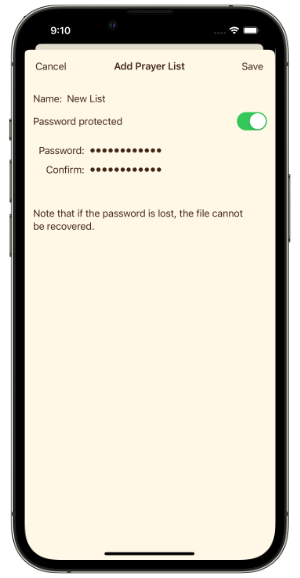 9:10
Cancel Add Prayer List Save
Name: New List
Password protected
Password: ●●●●●●●●●●●●
Confirm: ●●●●●●●●●●●●
Note that if the password is lost, the file cannot
be recovered.